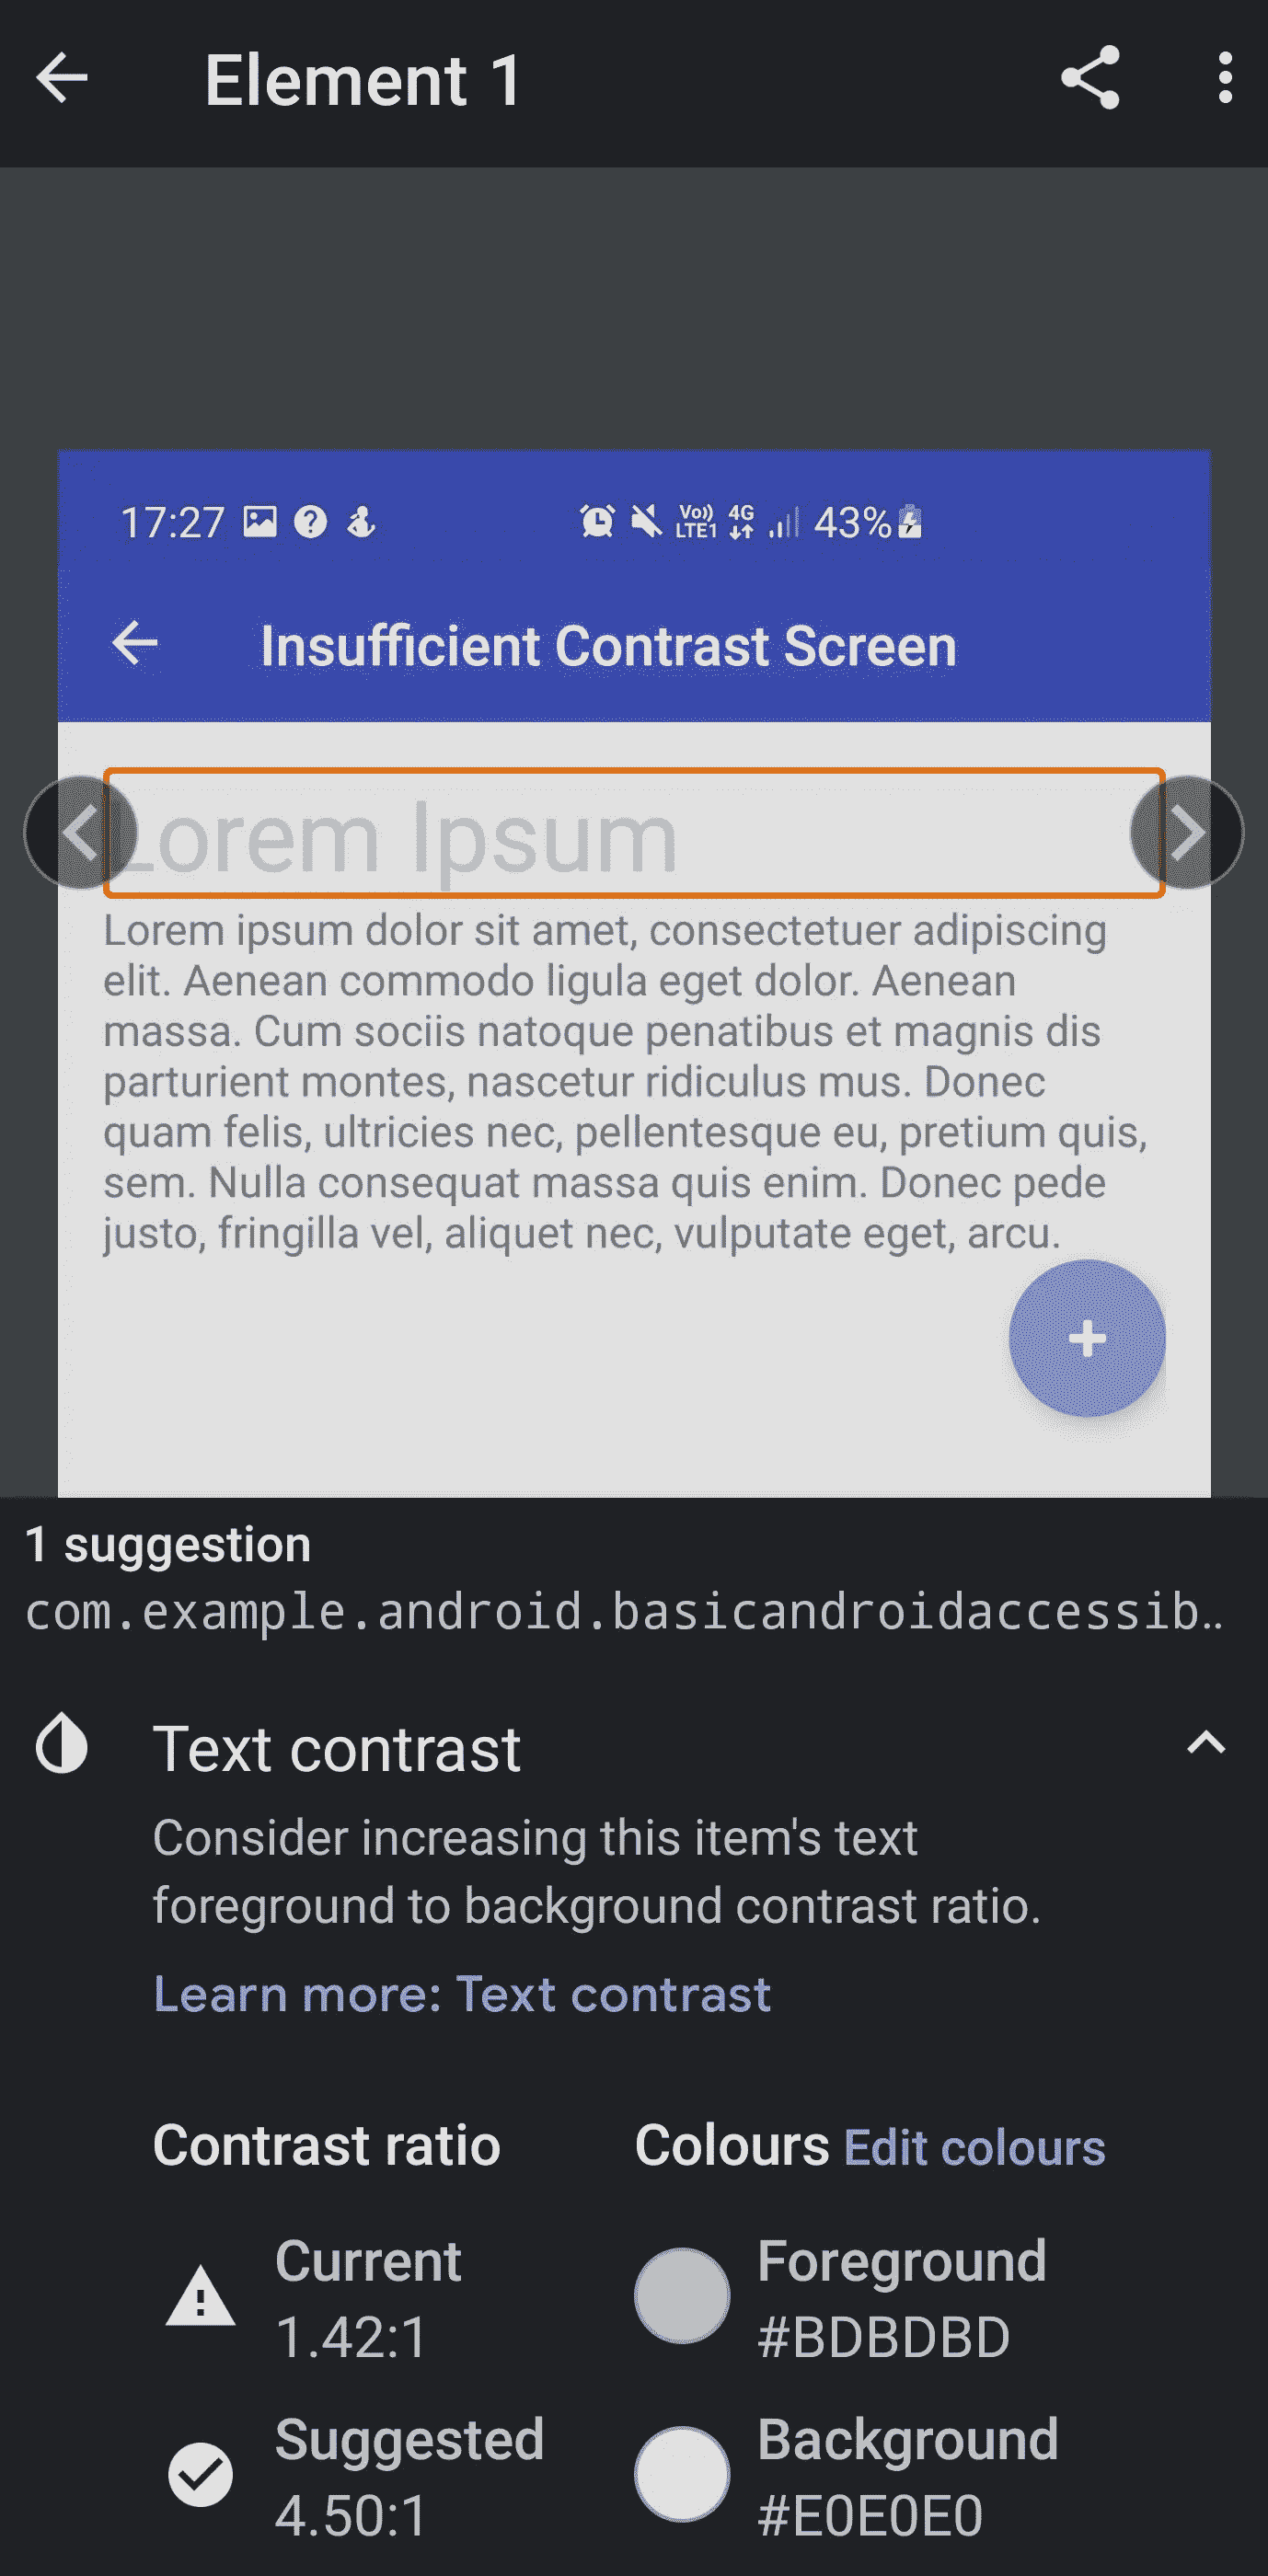 Element 1
17:27
Vo)) LTE1 4G 43%
Insufficient Contrast Screen
Lorem Ipsum
Lorem ipsum dolor sit amet, consectetuer adipiscing
elit. Aenean commodo ligula eget dolor. Aenean
massa. Cum sociis natoque penatibus et magnis dis
parturient montes, nascetur ridiculus mus. Donec
quam felis, ultricies nec, pellentesque eu, pretium quis,
sem. Nulla consequat massa quis enim. Donec pede
justo, fringilla vel, aliquet nec, vulputate eget, arcu.
+
1 suggestion
com.example.android.basicandroidaccessib..
Text contrast
Consider increasing this item's text
foreground to background contrast ratio.
Learn more: Text contrast
Contrast ratio
Colours Edit colours
Current
1.42:1
Foreground
#BDBDBD
Suggested
4.50:1
Background
#E0E0E0